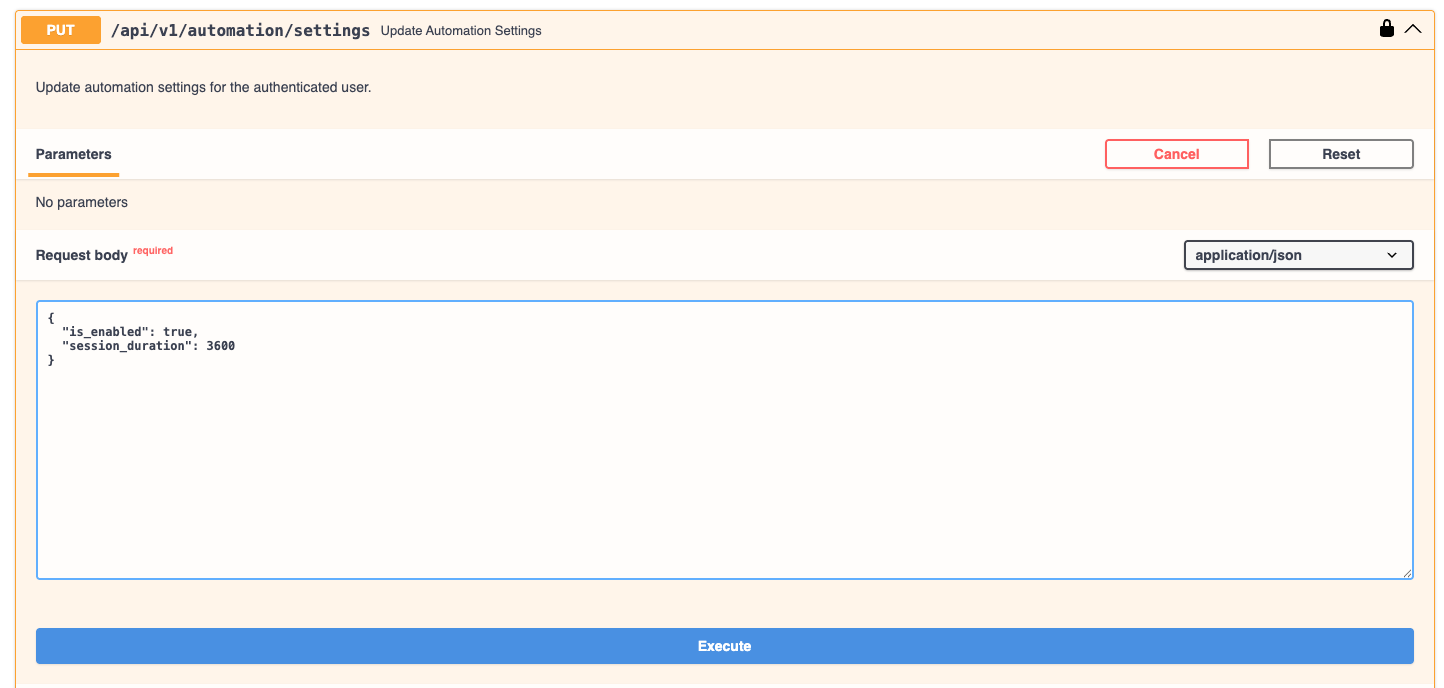 PUT /api/v1/automation/settings Update Automation Settings
Update automation settings for the authenticated user.
Parameters Cancel Reset
No parameters
Request body required application/json
{
  "is_enabled": true,
  "session_duration": 3600
}
Execute